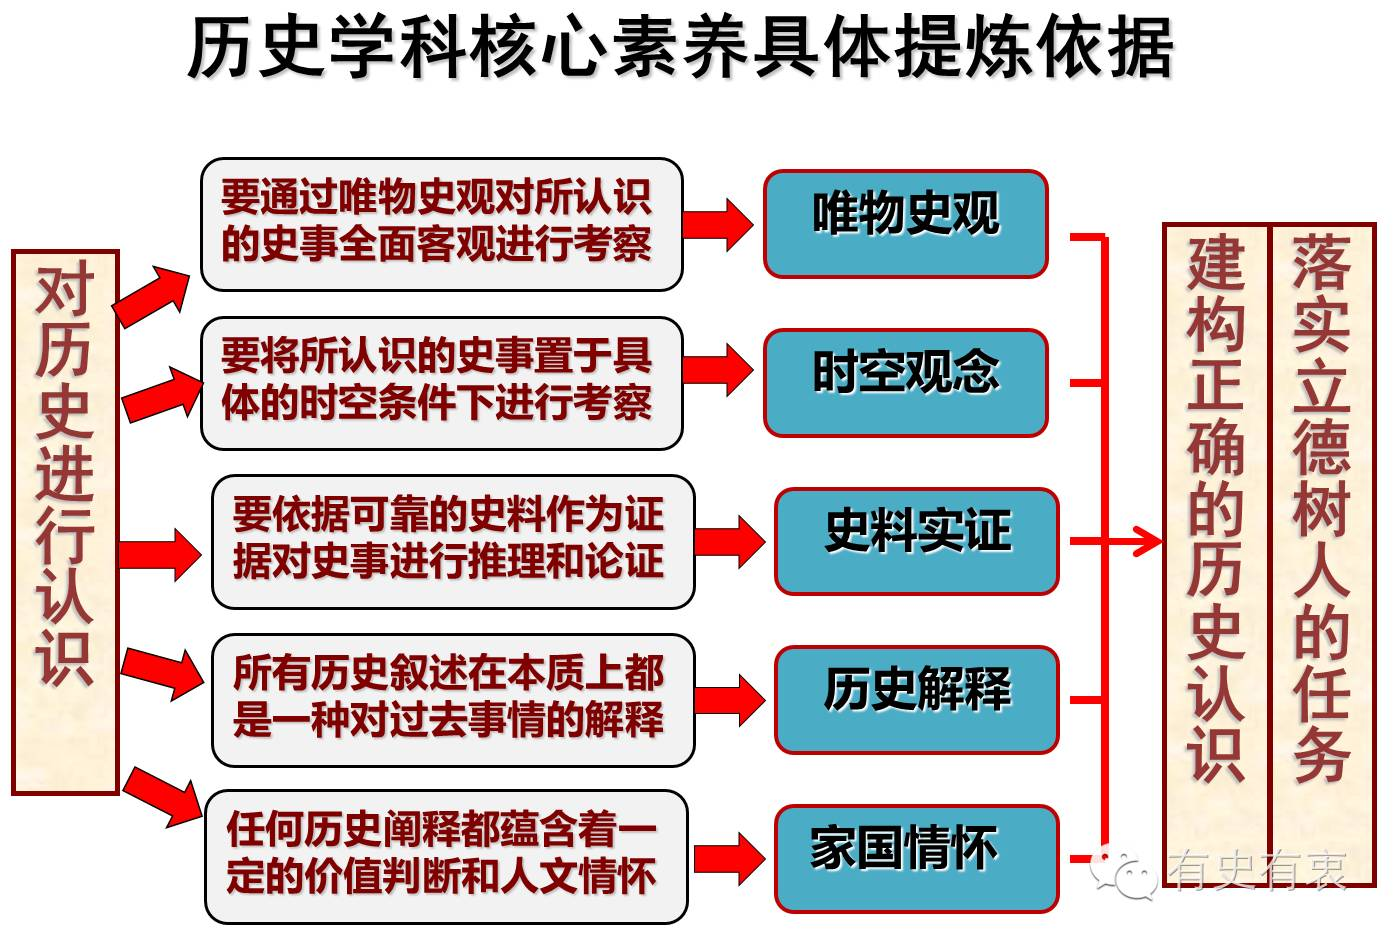 历史学科核心素养具体提炼依据
对历史进行认识
要通过唯物史观对所认识
的史事全面客观进行考察
唯物史观
要将所认识的史事置于具
体的时空条件下进行考察
时空观念
要依据可靠的史料作为证
据对史事进行推理和论证
史料实证
所有历史叙述在本质上都
是一种对过去事情的解释
历史解释
任何历史阐释都蕴含着一
定的价值判断和人文情怀
家国情怀
建构正确的历史认识
落实立德树人的任务
有史有衷